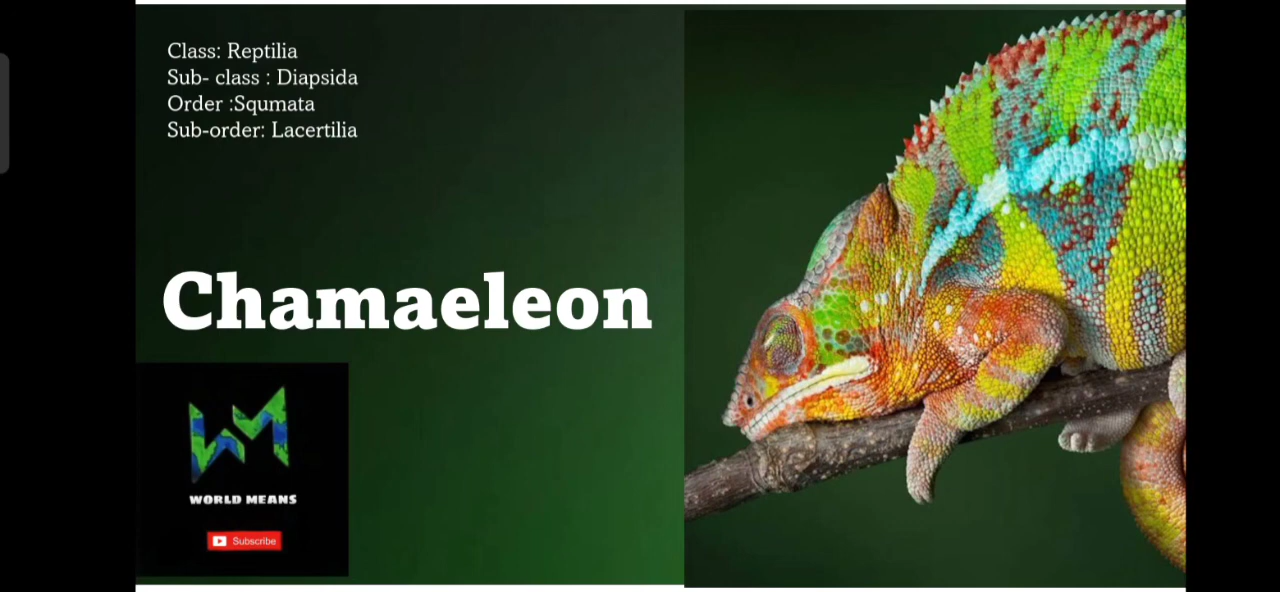 Class: Reptilia
Sub- class : Diapsida
Order :Squmata
Sub-order: Lacertilia
Chamaeleon
WORLD MEANS
Subscribe